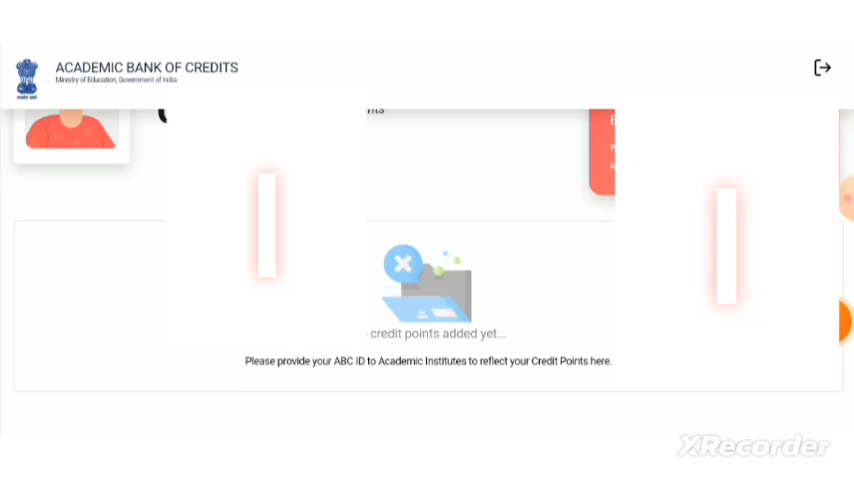 ACADEMIC BANK OF CREDITS
Ministry of Education, Government of India
credit points added yet...
Please provide your ABC ID to Academic Institutes to reflect your Credit Points here.
XRecorder